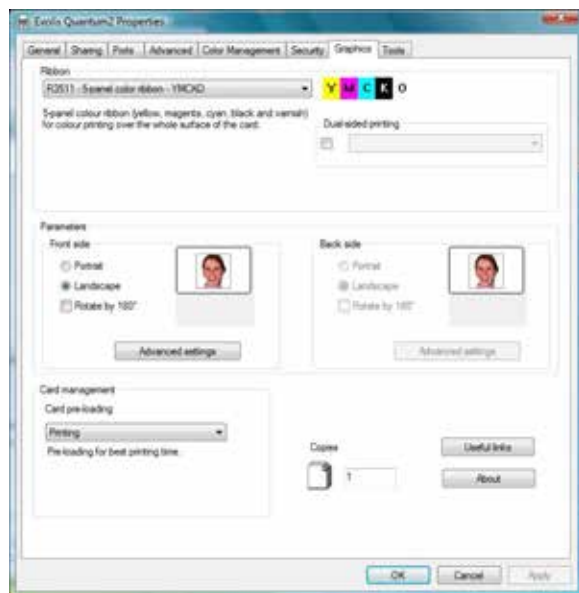 Evolis Quantum2 Properties
General Sharing Ports Advanced Color Management Security Graphics Tools
Ribbon
R2511 - 5-panel color ribbon - YMCKO
Y M C K O
5-panel colour ribbon (yellow, magenta, cyan, black and varnish)
for colour printing over the whole surface of the card.
Dual-sided printing
Parameters
Front side
Portrait
Landscape
Rotate by 180°
Advanced settings
Back side
Portrait
Landscape
Rotate by 180°
Advanced settings
Card management
Card pre-loading
Printing
Pre-loading for best printing time.
Copies
1
Useful links
About
OK Cancel Apply